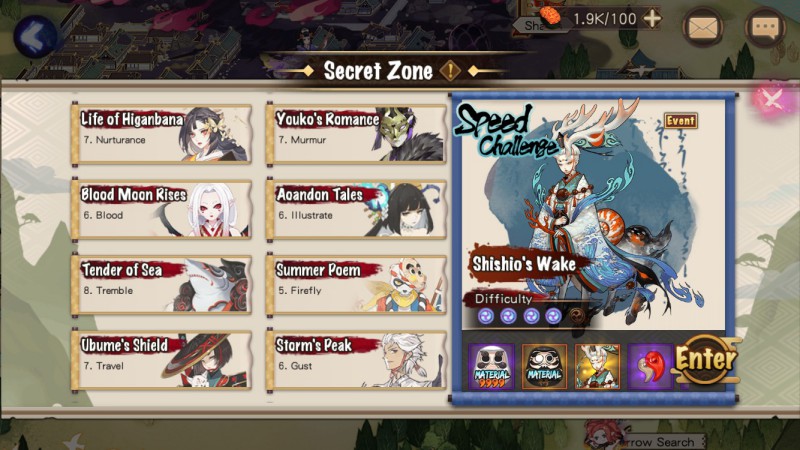 Sha
1.9K/100
Secret Zone
Life of Higanbana
7. Nurturance
Youko's Romance
7. Murmur
Blood Moon Rises
6. Blood
Aoandon Tales
6. Illustrate
Tender of Sea
8. Tremble
Summer Poem
5. Firefly
Ubume's Shield
7. Travel
Storm's Peak
6. Gust
Speed
Challenge
Event
Shishio's Wake
Difficulty
MATERIAL
MATERIAL
Enter
rrow Search